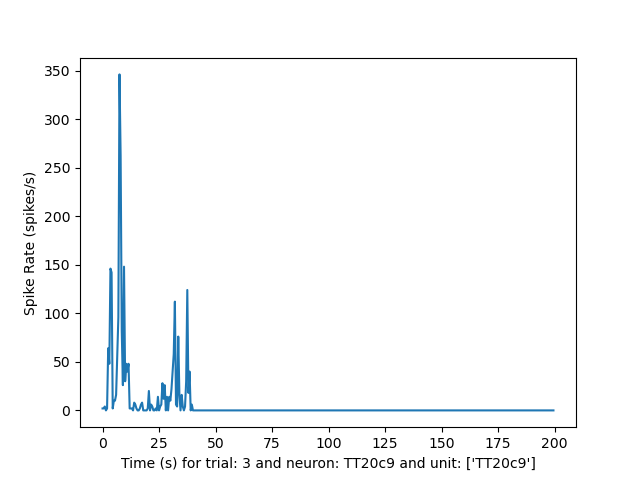 350
300
250
200
150
100
50
0
Spike Rate (spikes/s)
0 25 50 75 100 125 150 175 200
Time (s) for trial: 3 and neuron: TT20c9 and unit: ['TT20c9']